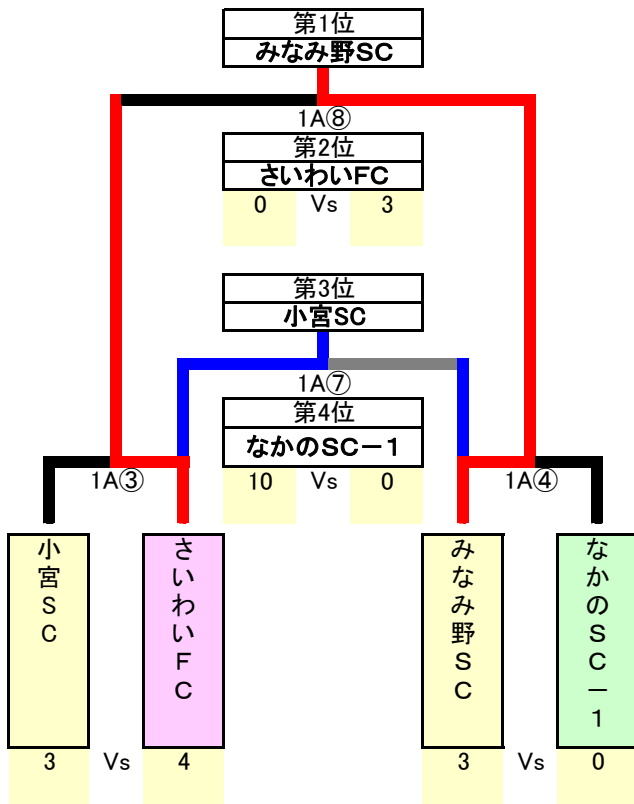 第1位
みなみ野SC
1A⑧
第2位
さいわいFC
0 Vs 3
第3位
小宮SC
1A⑦
第4位
なかのSC－1
10 Vs 0
1A③
1A④
小宮SC
さいわいFC
みなみ野SC
なかのSC－1
3 Vs 4
3 Vs 0